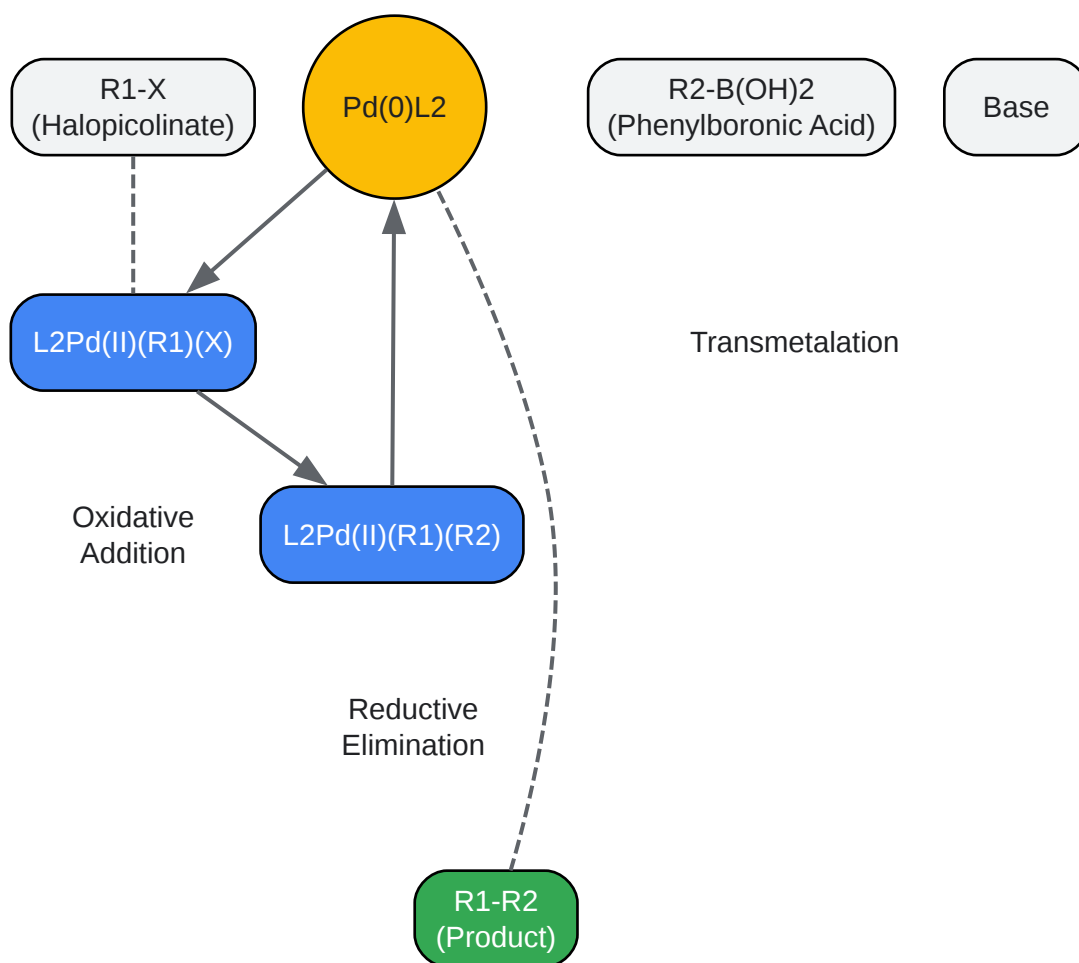 R1-X
(Halopicolinate)
Pd(0)L2
R2-B(OH)2
(Phenylboronic Acid)
Base
L2Pd(II)(R1)(X)
Transmetalation
Oxidative
Addition
L2Pd(II)(R1)(R2)
Reductive
Elimination
R1-R2
(Product)